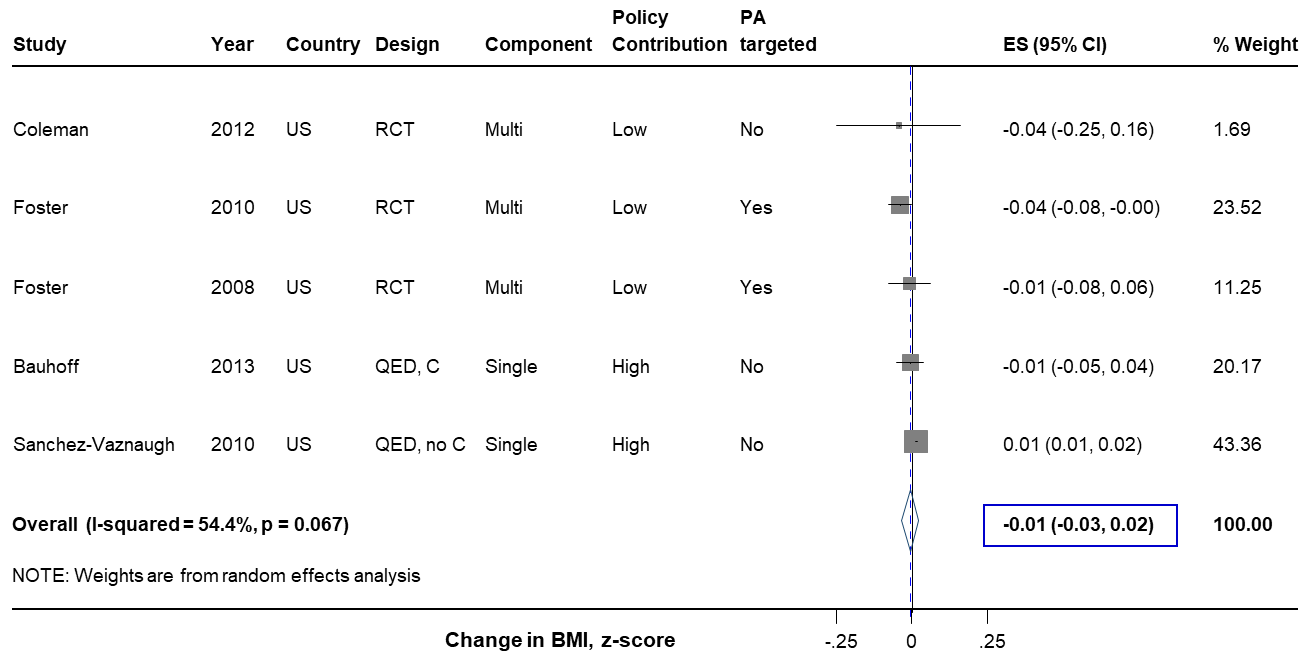 Policy PA
Study Year Country Design Component Contribution targeted ES (95% CI) % Weight
Coleman 2012 US RCT Multi Low No -0.04 (-0.25, 0.16) 1.69
Foster 2010 US RCT Multi Low Yes -0.04 (-0.08, -0.00) 23.52
Foster 2008 US RCT Multi Low Yes -0.01 (-0.08, 0.06) 11.25
Bauhoff 2013 US QED, C Single High No -0.01 (-0.05, 0.04) 20.17
Sanchez-Vaznaugh 2010 US QED, no C Single High No 0.01 (0.01, 0.02) 43.36
Overall (I-squared = 54.4%, p = 0.067) -0.01 (-0.03, 0.02) 100.00
NOTE: Weights are from random effects analysis
Change in BMI, z-score -.25 0 .25